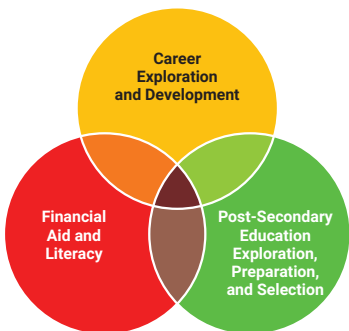 Career
Exploration
and Development
Financial
Aid and
Literacy
Post-Secondary
Education
Exploration,
Preparation,
and Selection